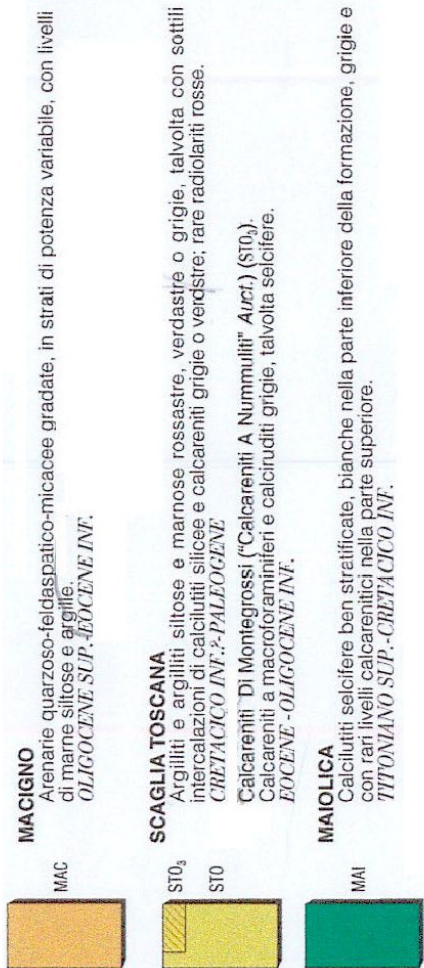 MACIGNO
MAC
Arenarie quarzoso-feldaspatico-micacee gradate, in strati di potenza variabile, con livelli
di marne siltose e argille.
OLIGOCENE SUP.-EOCENE INF.
SCAGLIA TOSCANA
STO₃
STO
Argilliti e argilliti siltose e marnose rossastre, verdastre o grigie, talvolta con sottili
intercalazioni di calcilutiti silicee e calcareniti grigie o verdstre; rare radiolariti rosse.
CRETACICO INF.?-PALEOGENE
Calcareniti Di Montegrossi ("Calcareniti A Nummuliti" Auct.) (STO₃).
Calcareniti a macroforaminiferi e calciruditi grigie, talvolta selcifere.
EOCENE -OLIGOCENE INF.
MAIOLICA
MAI
Calcilutiti selcifere ben stratificate, bianche nella parte inferiore della formazione, grigie e
con rari livelli calcarenitici nella parte superiore.
TITONIANO SUP.-CRETACICO INF.